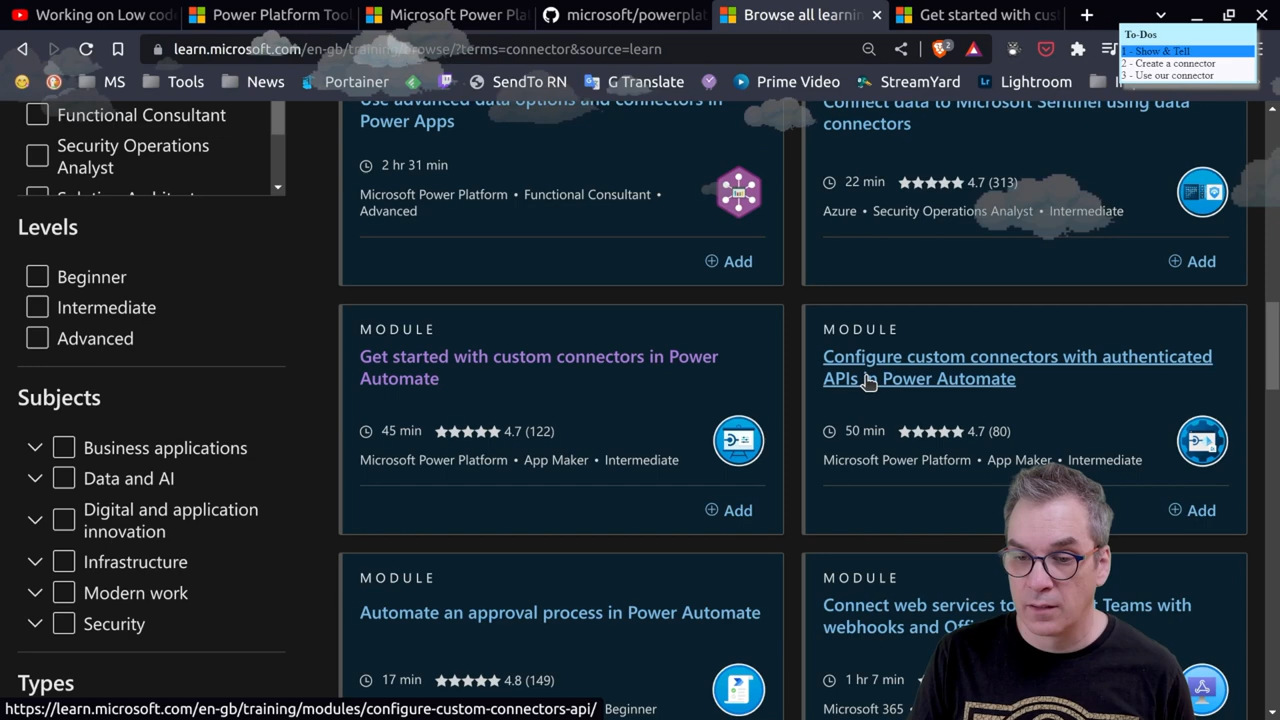 Working on Low cod
Power Platform Tool
Microsoft Power Pla
microsoft/powerplat
Browse all learnin
Get started with cus
learn.microsoft.com/en-gb/training/browse/?terms=connector&source=learn
2
To-Dos
1 - Show & Tell
2 - Create a connector
3 - Use our connector
MS
Tools
News
Portainer
SendTo RN
G Translate
Prime Video
StreamYard
Lr
Lightroom
Functional Consultant
Security Operations
Analyst
Levels
Beginner
Intermediate
Advanced
Subjects
Business applications
Data and AI
Digital and application
innovation
Infrastructure
Modern work
Security
Types
Use advanced data options and connectors in
Power Apps
2 hr 31 min
Microsoft Power Platform • Functional Consultant •
Advanced
Add
Connect data to Microsoft Sentinel using data
connectors
22 min 4.7 (313)
Azure • Security Operations Analyst • Intermediate
Add
MODULE
Get started with custom connectors in Power
Automate
45 min 4.7 (122)
Microsoft Power Platform • App Maker • Intermediate
Add
MODULE
Configure custom connectors with authenticated
APIs in Power Automate
50 min 4.7 (80)
Microsoft Power Platform • App Maker • Intermediate
Add
MODULE
Automate an approval process in Power Automate
17 min 4.8 (149)
Beginner
MODULE
Connect web services to t Teams with
webhooks and Off
1 hr 7 min
Microsoft 365
https://learn.microsoft.com/en-gb/training/modules/configure-custom-connectors-api/